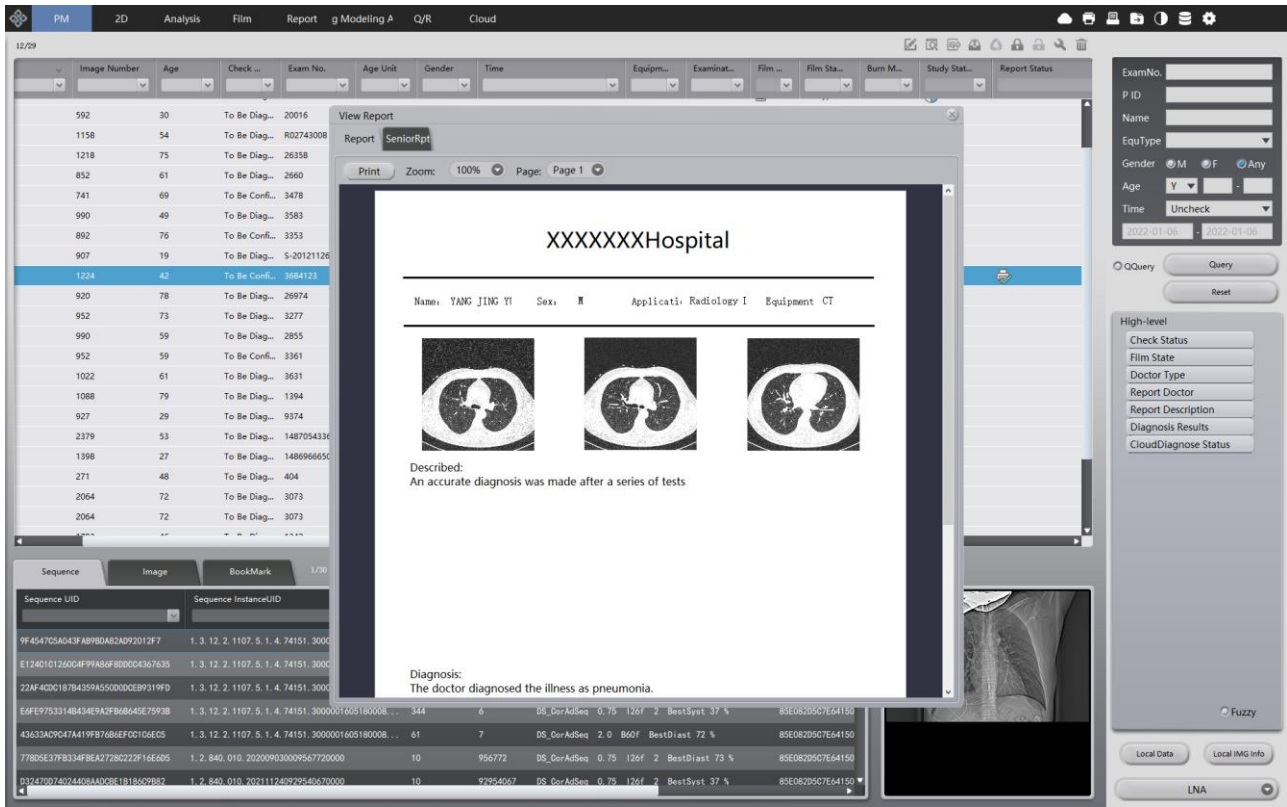 PM 2D Analysis Film Report g Modeling A Q/R Cloud
12/29
Image Number Age Check ... Exam No. Age Unit Gender Time Equipm... Examinat... Film ... Film Sta... Burn M... Study Stat... Report Status
592 30 To Be Diag... 20016
1158 54 To Be Diag... R02743008
1218 75 To Be Diag... 26358
852 61 To Be Diag... 2660
741 69 To Be Confi... 3478
990 49 To Be Diag... 3583
892 76 To Be Confi... 3353
907 19 To Be Diag... S-20121126
1224 42 To Be Confi... 3684123
920 78 To Be Diag... 26974
952 73 To Be Diag... 3277
990 59 To Be Diag... 2855
952 59 To Be Confi... 3361
1022 61 To Be Diag... 3631
1088 79 To Be Diag... 1394
927 29 To Be Diag... 9374
2379 53 To Be Diag... 148705433
1398 27 To Be Diag... 148696665
271 48 To Be Diag... 404
2064 72 To Be Diag... 3073
2064 72 To Be Diag... 3073
View Report
Report SeniorRpt
Print Zoom: 100% Page: Page 1
XXXXXXXHospital
Name: YANG JING YI Sex: M Applicati: Radiology I Equipment CT
Described:
An accurate diagnosis was made after a series of tests
Diagnosis:
The doctor diagnosed the illness as pneumonia.
ExamNo.
P ID
Name
EquType
Gender M F Any
Age Y -
Time Uncheck
2022-01-06 - 2022-01-06
QQuery Query
Reset
High-level
Check Status
Film State
Doctor Type
Report Doctor
Report Description
Diagnosis Results
CloudDiagnose Status
Fuzzy
Local Data Local IMG Info
LNA
Sequence Image BookMark 1/30
Sequence UID Sequence InstanceUID
9F4547C5A043FAB9BDA82AD92012F7 1.3.12.2.1107.5.1.4.74151.3000
E124C1C1260C4F99A86F8DDCC4367635 1.3.12.2.1107.5.1.4.74151.3000
22AF4CDC187B4359A550D0DCEB9319FD 1.3.12.2.1107.5.1.4.74151.3000
E6FE9753314B434E9A2FB6B645E7593B 1.3.12.2.1107.5.1.4.74151.3000001605180008... 344 6 DS_CorAdSeq 0.75 I26f 2 BestSyst 37 % 85E082D5C7E64150
43633AC9C47A419FB76B6EFCC1C6EC5 1.3.12.2.1107.5.1.4.74151.3000001605180008... 61 7 DS_CorAdSeq 2.0 B60f BestDiast 72 % 85E082D5C7E64150
778D5E37FB334FBEA2728C222F16E6D5 1.2.840.010.20200903000956772000 10 956772 DS_CorAdSeq 0.75 I26f 2 BestDiast 73 % 85E082D5C7E64150
D32470D74024408AADCBE1B186C9B82 1.2.840.010.20211124092954067000 10 92954067 DS_CorAdSeq 0.75 I26f 2 BestSyst 37 % 85E082D5C7E64150